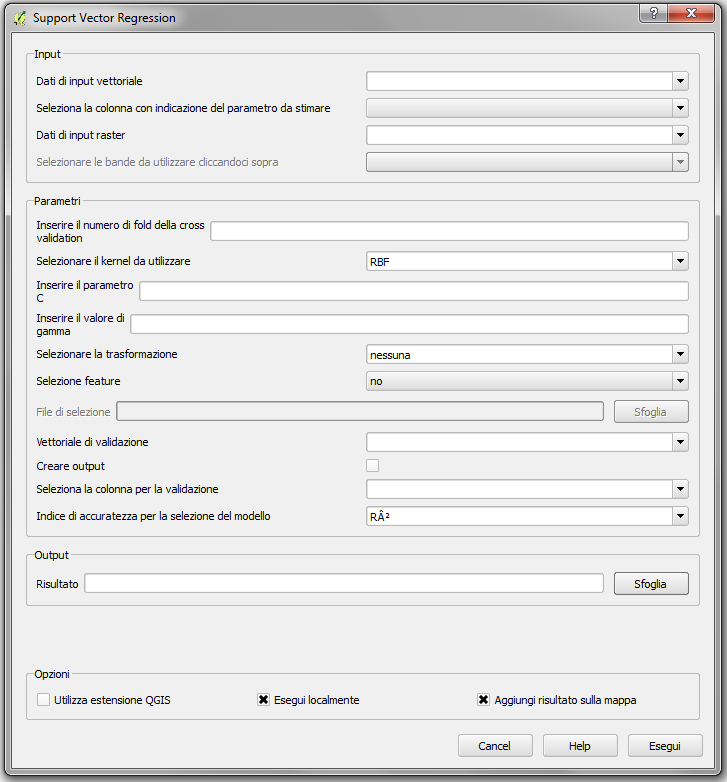 Support Vector Regression
?
Input
Dati di input vettoriale
Seleziona la colonna con indicazione del parametro da stimare
Dati di input raster
Selezionare le bande da utilizzare cliccandoci sopra
Parametri
Inserire il numero di fold della cross
validation
Selezionare il kernel da utilizzare RBF
Inserire il parametro
C
Inserire il valore di
gamma
Selezionare la trasformazione nessuna
Selezione feature no
File di selezione Sfoglia
Vettoriale di validazione
Creare output
Seleziona la colonna per la validazione
Indice di accuratezza per la selezione del modello RÂ²
Output
Risultato Sfoglia
Opzioni
Utilizza estensione QGIS Esegui localmente Aggiungi risultato sulla mappa
Cancel Help Esegui